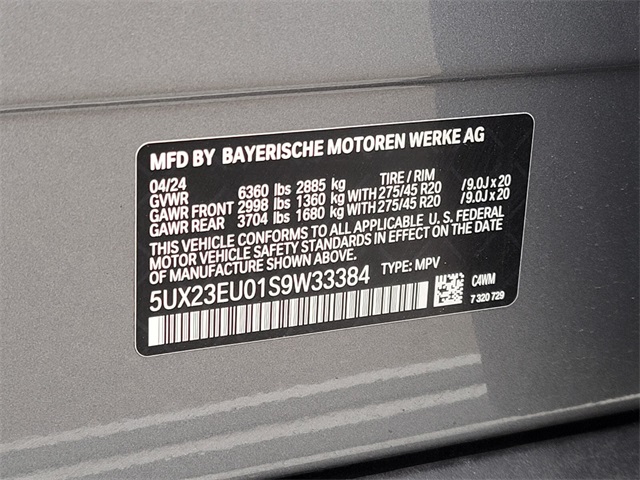 MFD BY BAYERISCHE MOTOREN WERKE AG
04/24 TIRE / RIM
GVWR 6360 lbs 2885 kg
GAWR FRONT 2998 lbs 1360 kg WITH 275/45 R20 / 9.0J x 20
GAWR REAR 3704 lbs 1680 kg WITH 275/45 R20 / 9.0J x 20
THIS VEHICLE CONFORMS TO ALL APPLICABLE U. S. FEDERAL
MOTOR VEHICLE SAFETY STANDARDS IN EFFECT ON THE DATE
OF MANUFACTURE SHOWN ABOVE.
5UX23EU01S9W33384 TYPE: MPV C4WM
7 320 729